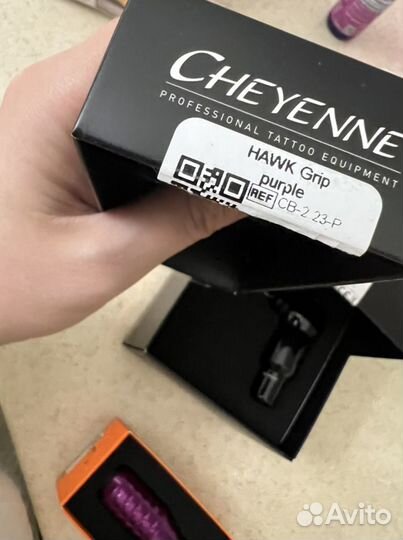 CHEYENNE
PROFESSIONAL TATTOO EQUIPMENT
HAWK Grip
purple
REF CB-2 23-P
Avito